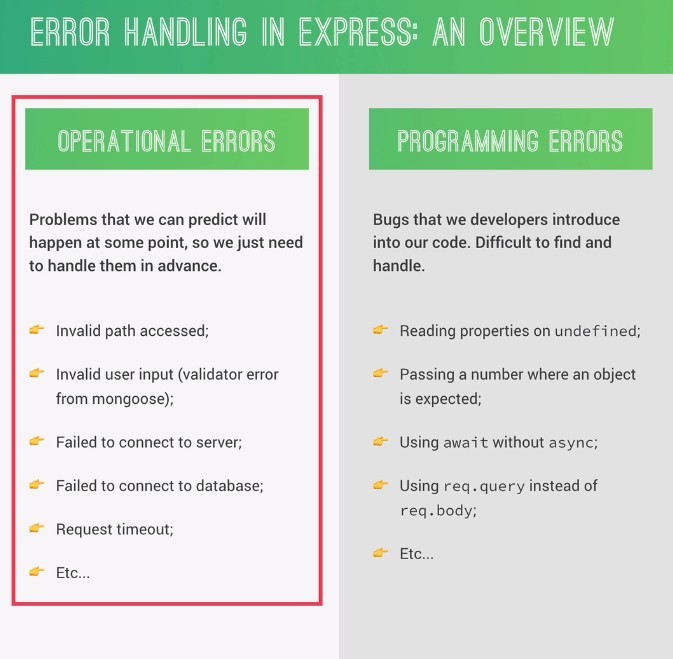 ERROR HANDLING IN EXPRESS: AN OVERVIEW
OPERATIONAL ERRORS
Problems that we can predict will
happen at some point, so we just need
to handle them in advance.
Invalid path accessed;
Invalid user input (validator error
from mongoose);
Failed to connect to server;
Failed to connect to database;
Request timeout;
Etc...
PROGRAMMING ERRORS
Bugs that we developers introduce
into our code. Difficult to find and
handle.
Reading properties on undefined;
Passing a number where an object
is expected;
Using await without async;
Using req.query instead of
req.body;
Etc...